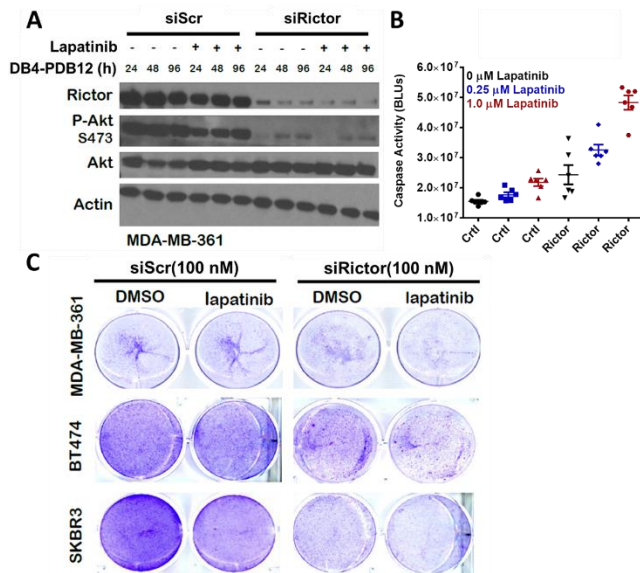 A
siScr siRictor
Lapatinib - - - + + + - - - + + +
DB4-PDB12 (h) 24 48 96 24 48 96 24 48 96 24 48 96
Rictor
P-Akt
S473
Akt
Actin
MDA-MB-361
B
Caspase Activity (BLUs)
6.0×10⁷
5.0×10⁷
4.0×10⁷
3.0×10⁷
2.0×10⁷
1.0×10⁷
0 μM Lapatinib
0.25 μM Lapatinib
1.0 μM Lapatinib
Crtl Crtl Crtl Rictor Rictor Rictor
C
siScr(100 nM) siRictor(100 nM)
DMSO lapatinib DMSO lapatinib
MDA-MB-361
BT474
SKBR3